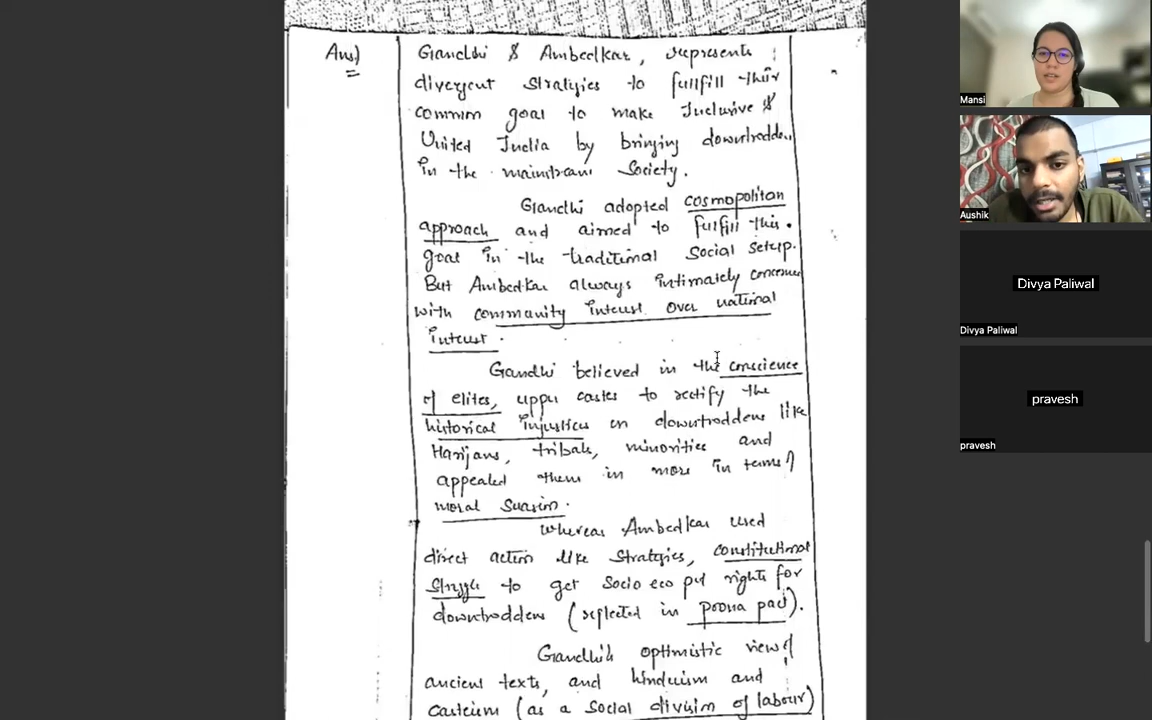 Ans)
Gandhi & Ambedkar, represents
divergent Stratigies to fullfill their
common goal to make Inclusive &
United India by bringing downtrodden
in the mainstream Society.
Gandhi adopted cosmopolitan
approach and aimed to fulfill this
goal in the traditional Social Setup.
But Ambedkar always intimately concerned
with community interest over national
interest.
Gandhi believed in the conscience
of elites, upper castes to rectify the
historical injustices on downtroddens like
Harijans, tribals, minorities and
appealed them in more in terms of
moral Suasion.
Whereas Ambedkar used
direct action like Strategies, constitutional
Struggle to get Socio eco pol rights for
downtroddens (reflected in poona pact).
Gandhi's optimistic view of
ancient texts, and hinduism and
Casteism (as a Social division of labour)
Mansi
Aushik
Divya Paliwal
Divya Paliwal
pravesh
pravesh